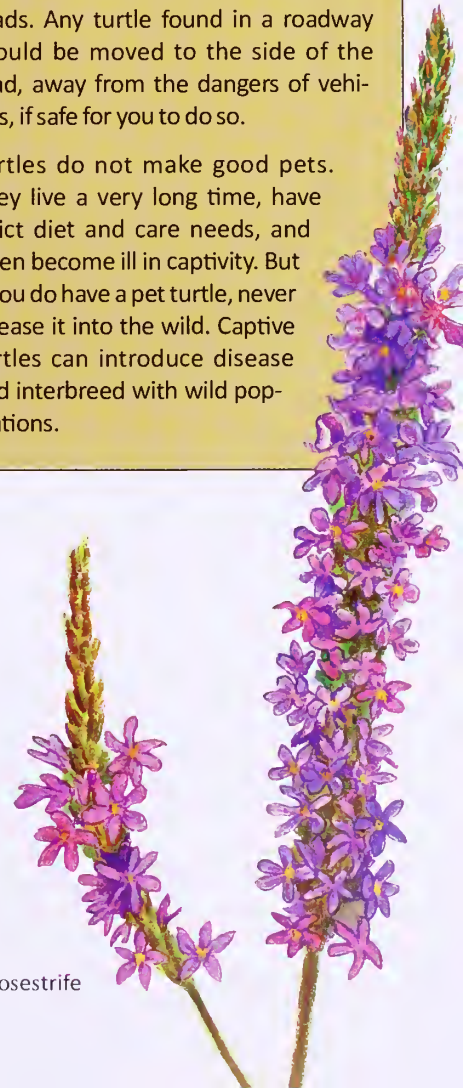 ads. Any turtle found in a roadway
ould be moved to the side of the
ad, away from the dangers of vehi-
s, if safe for you to do so.
rtles do not make good pets.
ey live a very long time, have
ict diet and care needs, and
en become ill in captivity. But
ou do have a pet turtle, never
ease it into the wild. Captive
rtles can introduce disease
d interbreed with wild pop-
tions.
osestrife